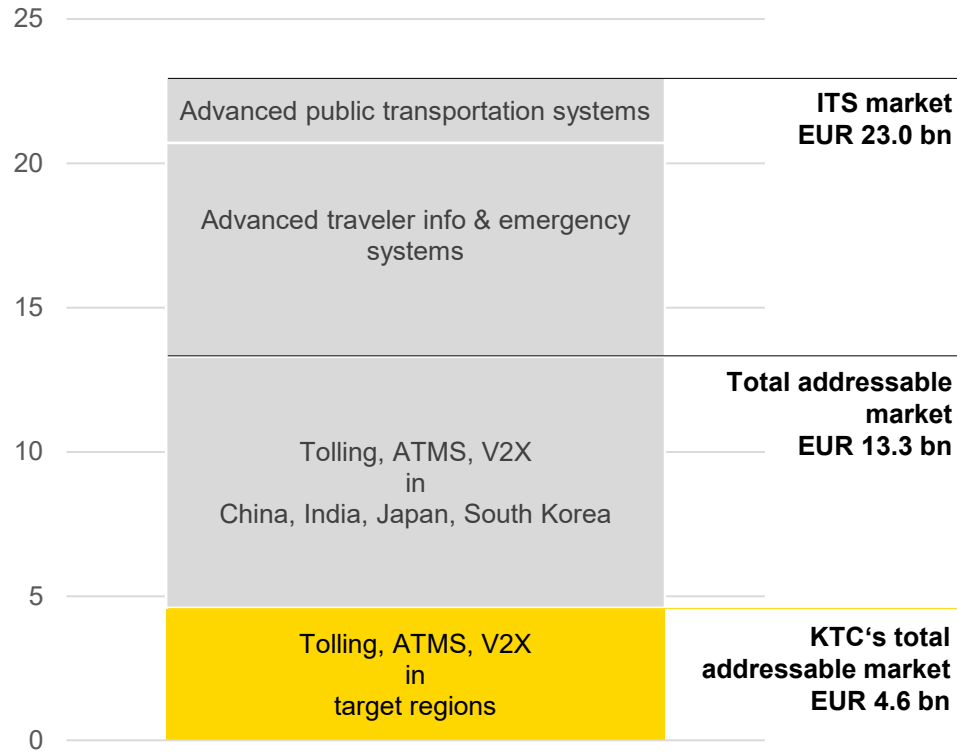 25
Advanced public transportation systems
ITS market
EUR 23.0 bn
20
Advanced traveler info & emergency
systems
15
Total addressable
market
EUR 13.3 bn
10
Tolling, ATMS, V2X
in
China, India, Japan, South Korea
5
Tolling, ATMS, V2X
in
target regions
KTC‘s total
addressable market
EUR 4.6 bn
0